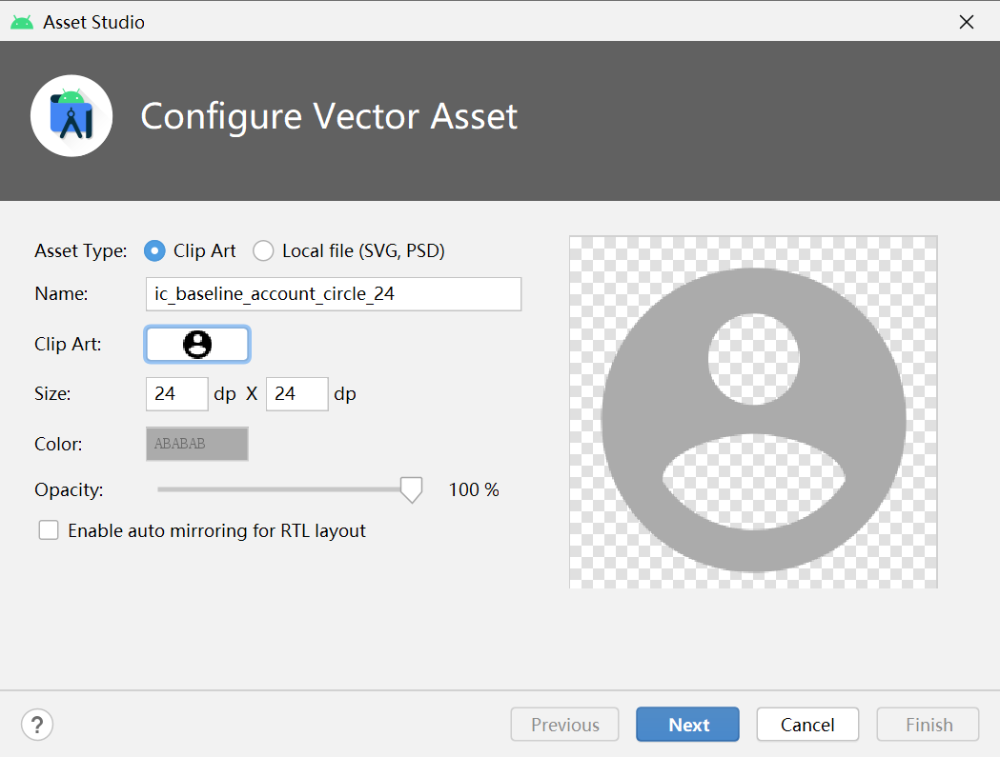 Asset Studio
Configure Vector Asset
Asset Type: Clip Art Local file (SVG, PSD)
Name: ic_baseline_account_circle_24
Clip Art:
Size: 24 dp X 24 dp
Color: ABABAB
Opacity: 100 %
Enable auto mirroring for RTL layout
? Previous Next Cancel Finish